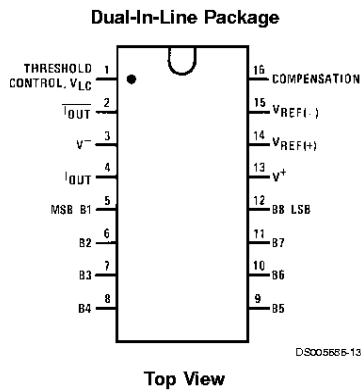 Dual-In-Line Package
THRESHOLD
CONTROL, VLC
1
16
COMPENSATION
IOUT
2
15
VREF(-)
V−
3
14
VREF(+)
IOUT
4
13
V+
MSB B1
5
12
B8 LSB
B2
6
11
B7
B3
7
10
B6
B4
8
9
B5
DS005686-13
Top View